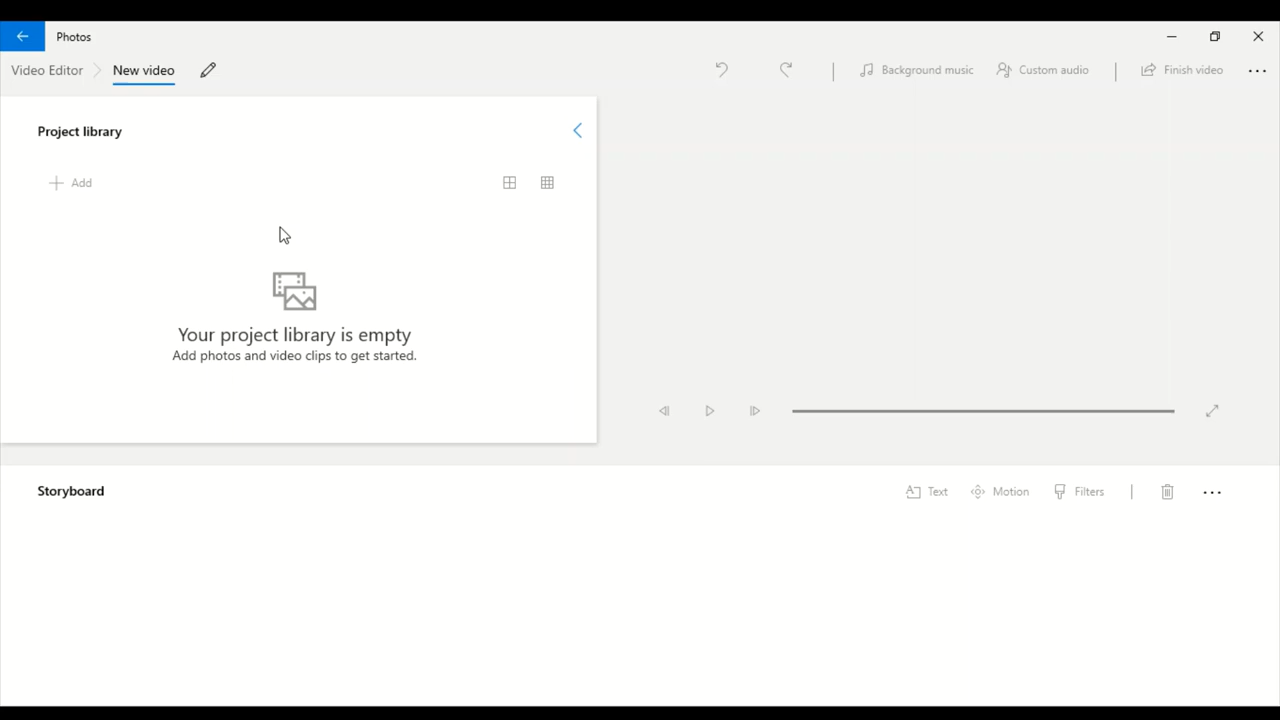 Photos
Video Editor New video
Background music Custom audio Finish video
Project library
Add
Your project library is empty
Add photos and video clips to get started.
Storyboard
Text Motion Filters